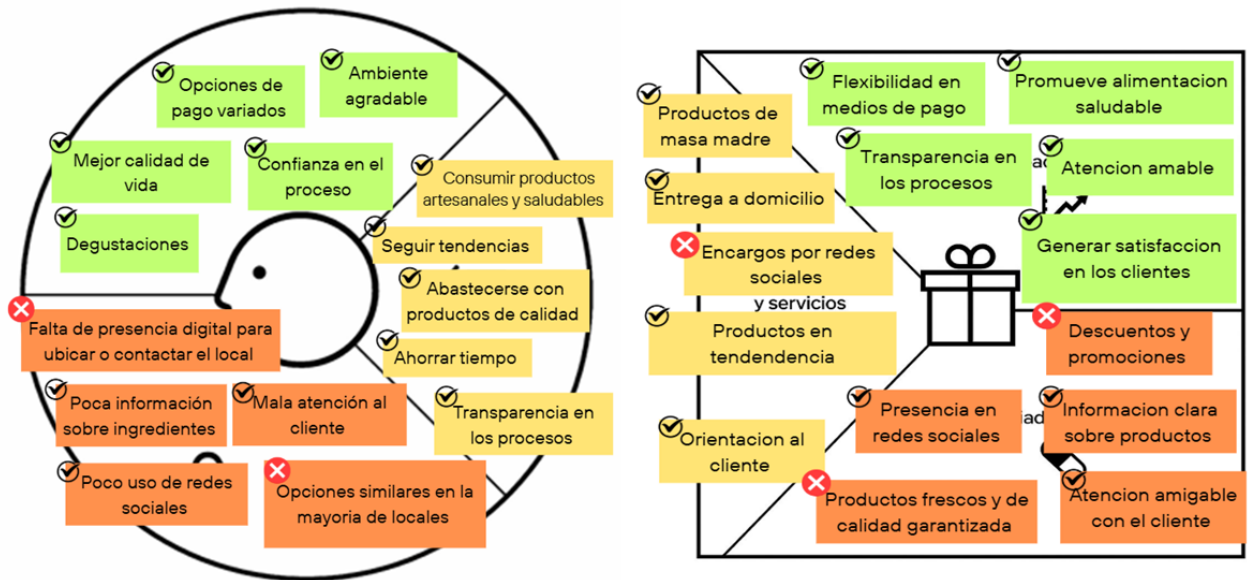 Opciones de
pago variados
Ambiente
agradable
Mejor calidad de
vida
Confianza en el
proceso
Degustaciones
Consumir productos
artesanales y saludables
Seguir tendencias
Abastecerse con
productos de calidad
Ahorrar tiempo
Transparencia en
los procesos
Falta de presencia digital para
ubicar o contactar el local
Poca información
sobre ingredientes
Mala atención al
cliente
Poco uso de redes
sociales
Opciones similares en la
mayoria de locales
Productos de
masa madre
Entrega a domicilio
Encargos por redes
sociales
y servicios
Productos en
tendendencia
Orientacion al
cliente
Flexibilidad en
medios de pago
Promueve alimentacion
saludable
Transparencia en
los procesos
Atencion amable
Generar satisfaccion
en los clientes
Descuentos y
promociones
Presencia en
redes sociales
Informacion clara
sobre productos
Productos frescos y de
calidad garantizada
Atencion amigable
con el cliente